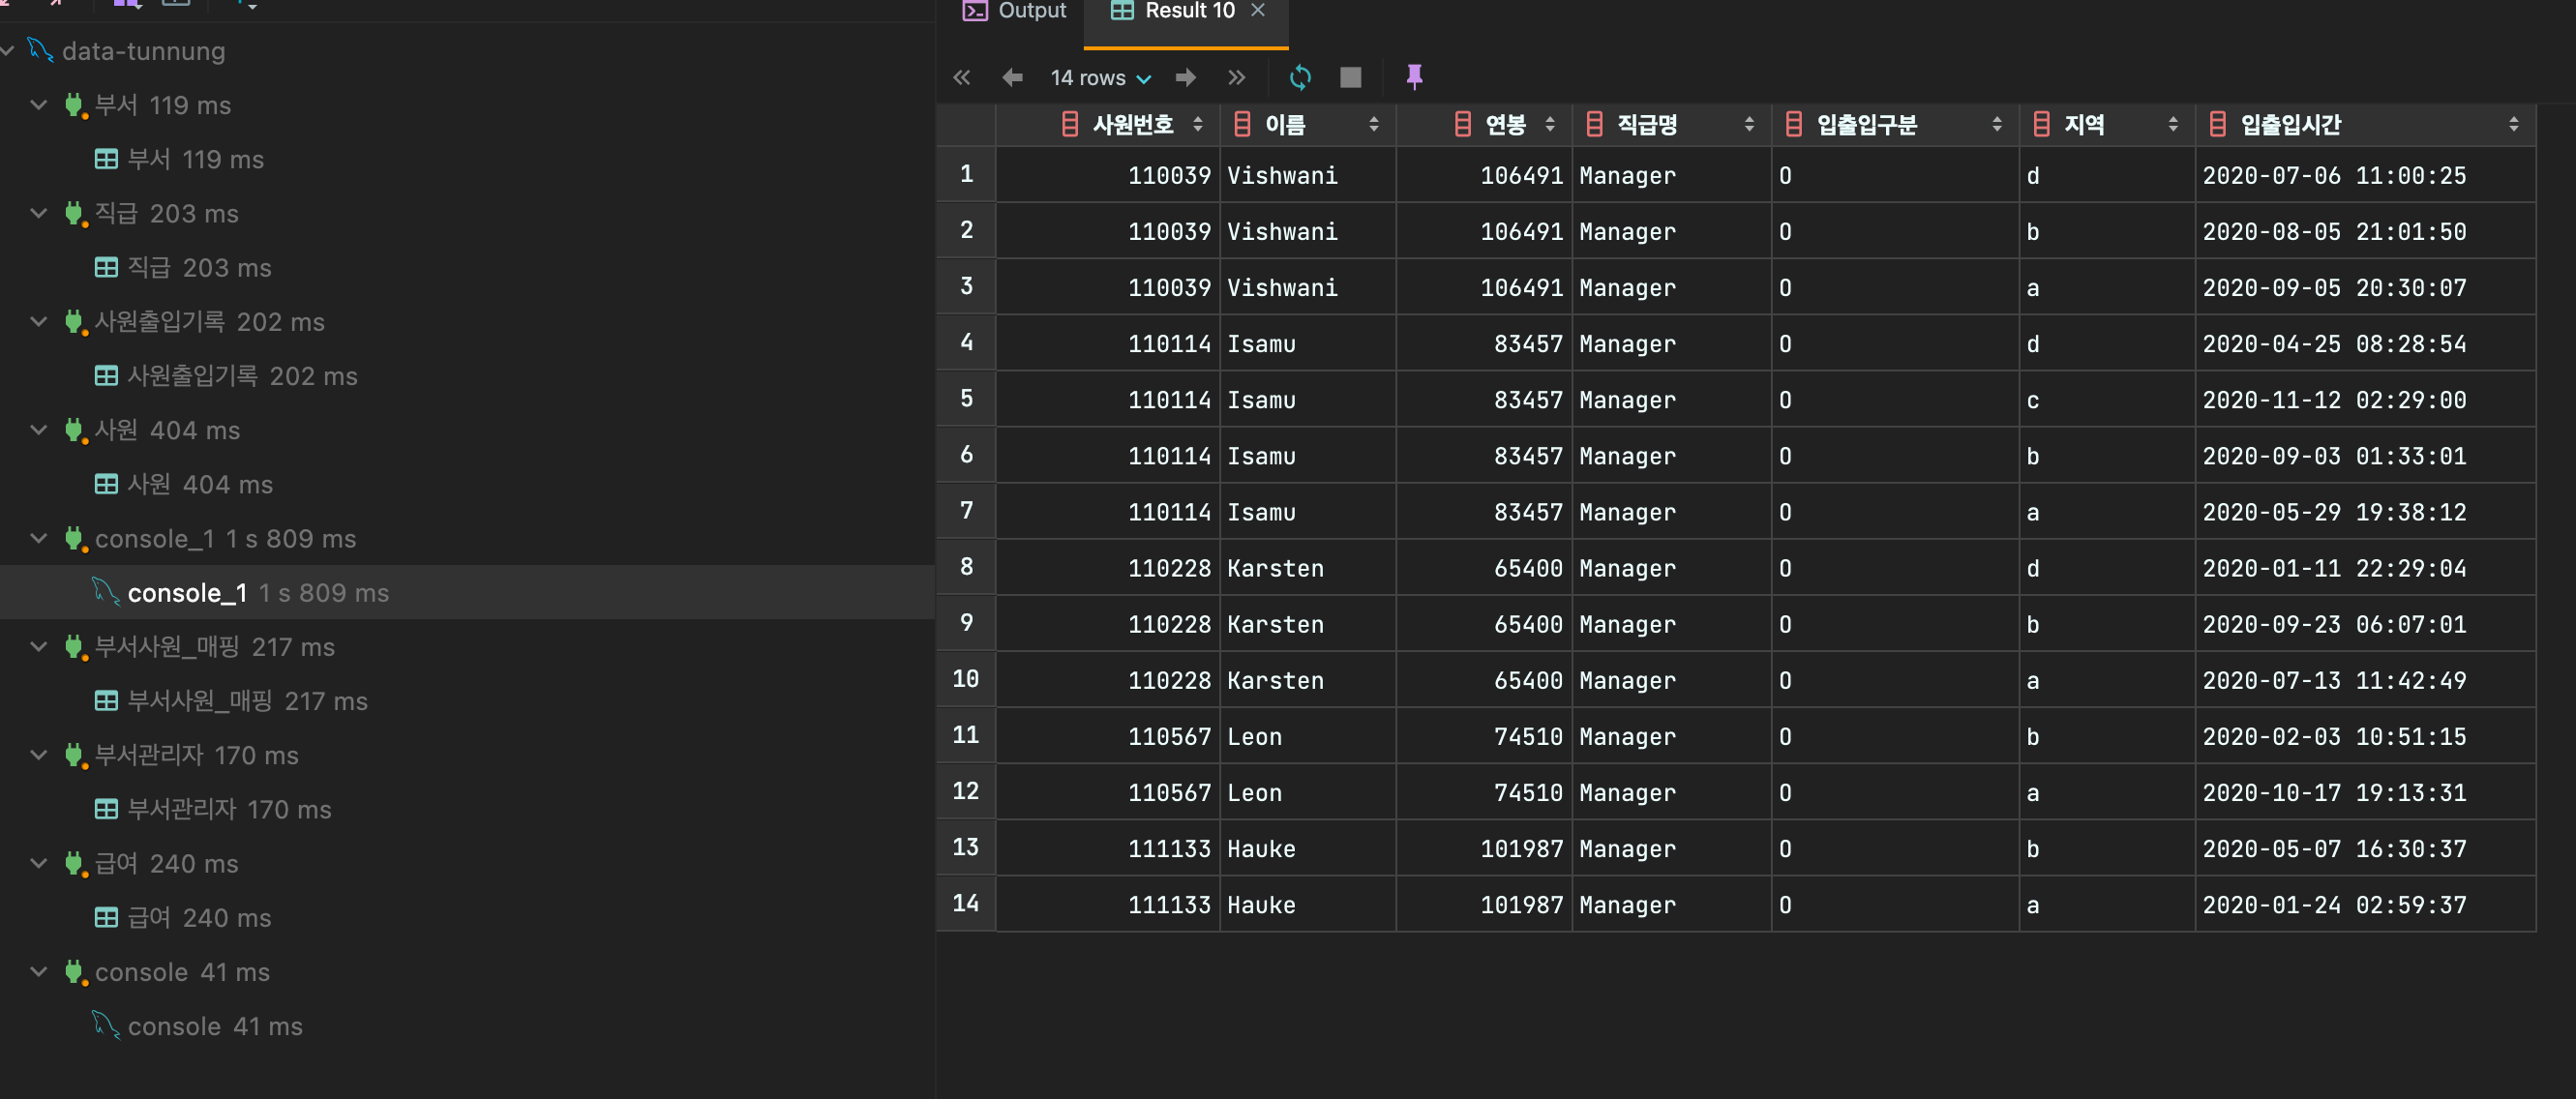 data-tunnung
부서 119 ms
부서 119 ms
직급 203 ms
직급 203 ms
사원출입기록 202 ms
사원출입기록 202 ms
사원 404 ms
사원 404 ms
console_1 1 s 809 ms
console_1 1 s 809 ms
부서사원_매핑 217 ms
부서사원_매핑 217 ms
부서관리자 170 ms
부서관리자 170 ms
급여 240 ms
급여 240 ms
console 41 ms
console 41 ms
Output Result 10
14 rows
사원번호 이름 연봉 직급명 입출입구분 지역 입출입시간
1 110039 Vishwani 106491 Manager O d 2020-07-06 11:00:25
2 110039 Vishwani 106491 Manager O b 2020-08-05 21:01:50
3 110039 Vishwani 106491 Manager O a 2020-09-05 20:30:07
4 110114 Isamu 83457 Manager O d 2020-04-25 08:28:54
5 110114 Isamu 83457 Manager O c 2020-11-12 02:29:00
6 110114 Isamu 83457 Manager O b 2020-09-03 01:33:01
7 110114 Isamu 83457 Manager O a 2020-05-29 19:38:12
8 110228 Karsten 65400 Manager O d 2020-01-11 22:29:04
9 110228 Karsten 65400 Manager O b 2020-09-23 06:07:01
10 110228 Karsten 65400 Manager O a 2020-07-13 11:42:49
11 110567 Leon 74510 Manager O b 2020-02-03 10:51:15
12 110567 Leon 74510 Manager O a 2020-10-17 19:13:31
13 111133 Hauke 101987 Manager O b 2020-05-07 16:30:37
14 111133 Hauke 101987 Manager O a 2020-01-24 02:59:37